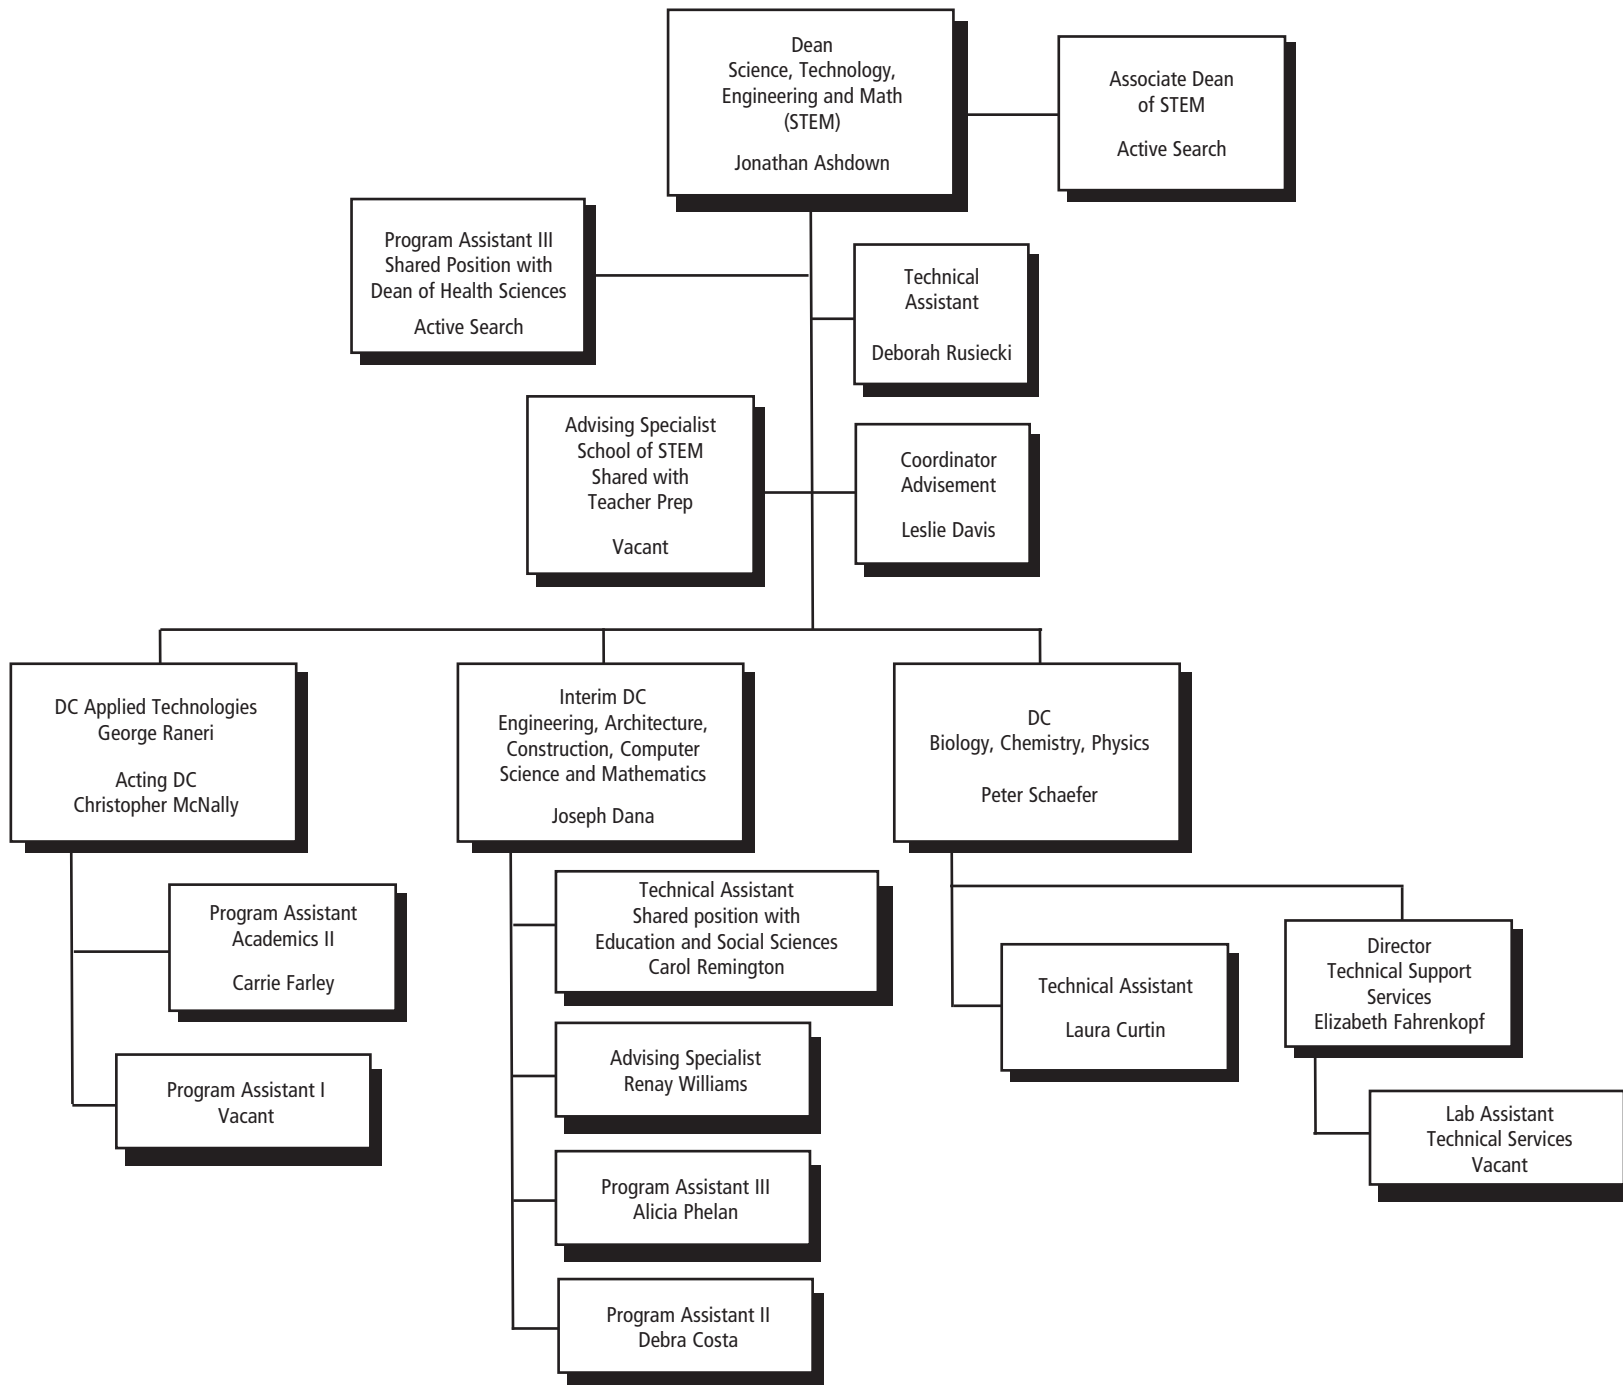 Dean
Science, Technology,
Engineering and Math
(STEM)
Jonathan Ashdown
Associate Dean
of STEM
Active Search
Program Assistant III
Shared Position with
Dean of Health Sciences
Active Search
Technical
Assistant
Deborah Rusiecki
Advising Specialist
School of STEM
Shared with
Teacher Prep
Vacant
Coordinator
Advisement
Leslie Davis
DC Applied Technologies
George Raneri
Acting DC
Christopher McNally
Interim DC
Engineering, Architecture,
Construction, Computer
Science and Mathematics
Joseph Dana
DC
Biology, Chemistry, Physics
Peter Schaefer
Program Assistant
Academics II
Carrie Farley
Program Assistant I
Vacant
Technical Assistant
Shared position with
Education and Social Sciences
Carol Remington
Advising Specialist
Renay Williams
Program Assistant III
Alicia Phelan
Program Assistant II
Debra Costa
Technical Assistant
Laura Curtin
Director
Technical Support
Services
Elizabeth Fahrenkopf
Lab Assistant
Technical Services
Vacant